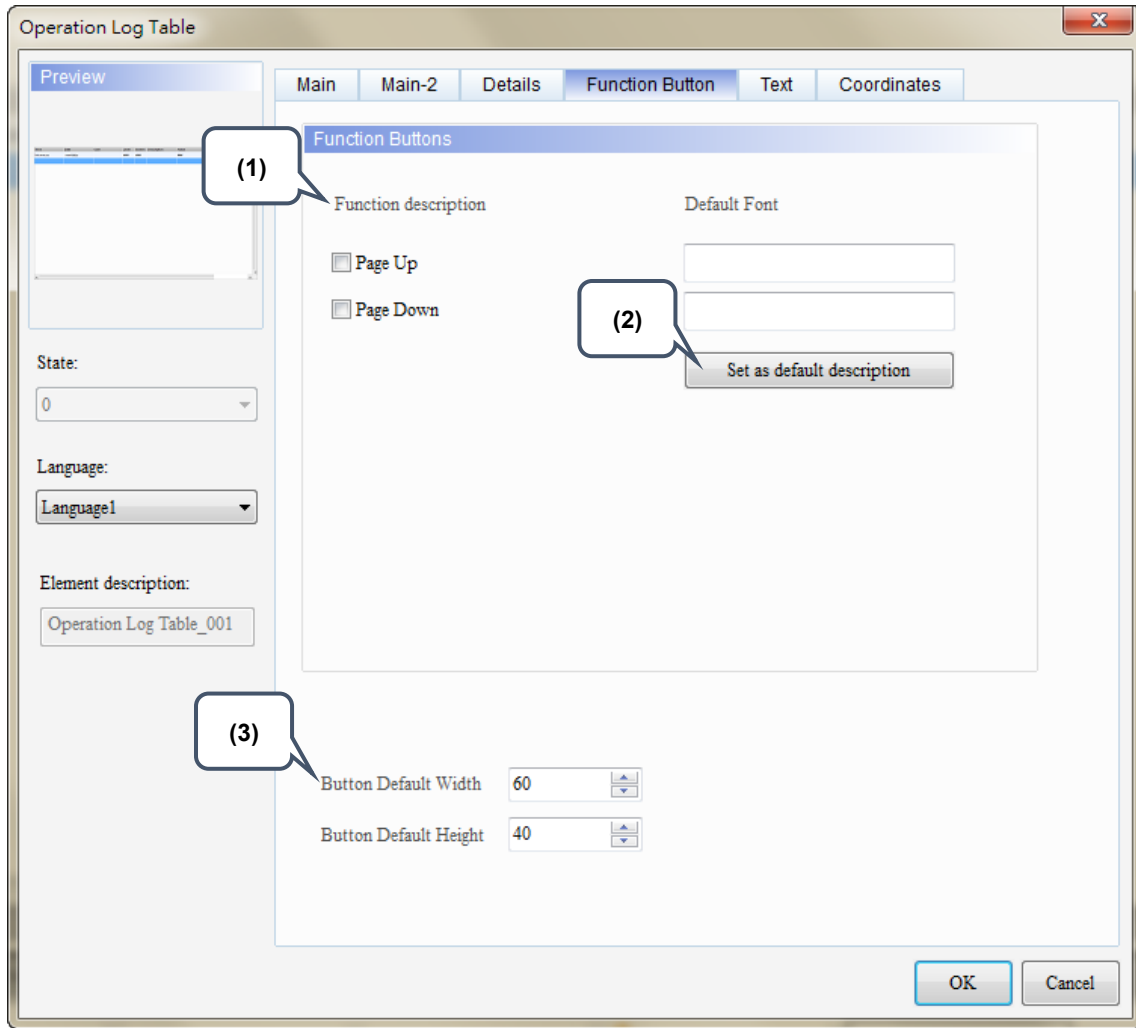 Operation Log Table
Preview
Main Main-2 Details Function Button Text Coordinates
Function Buttons
(1)
Function description Default Font
Page Up
Page Down
(2)
Set as default description
State:
0
Language:
Language1
Element description:
Operation Log Table_001
(3)
Button Default Width 60
Button Default Height 40
OK Cancel